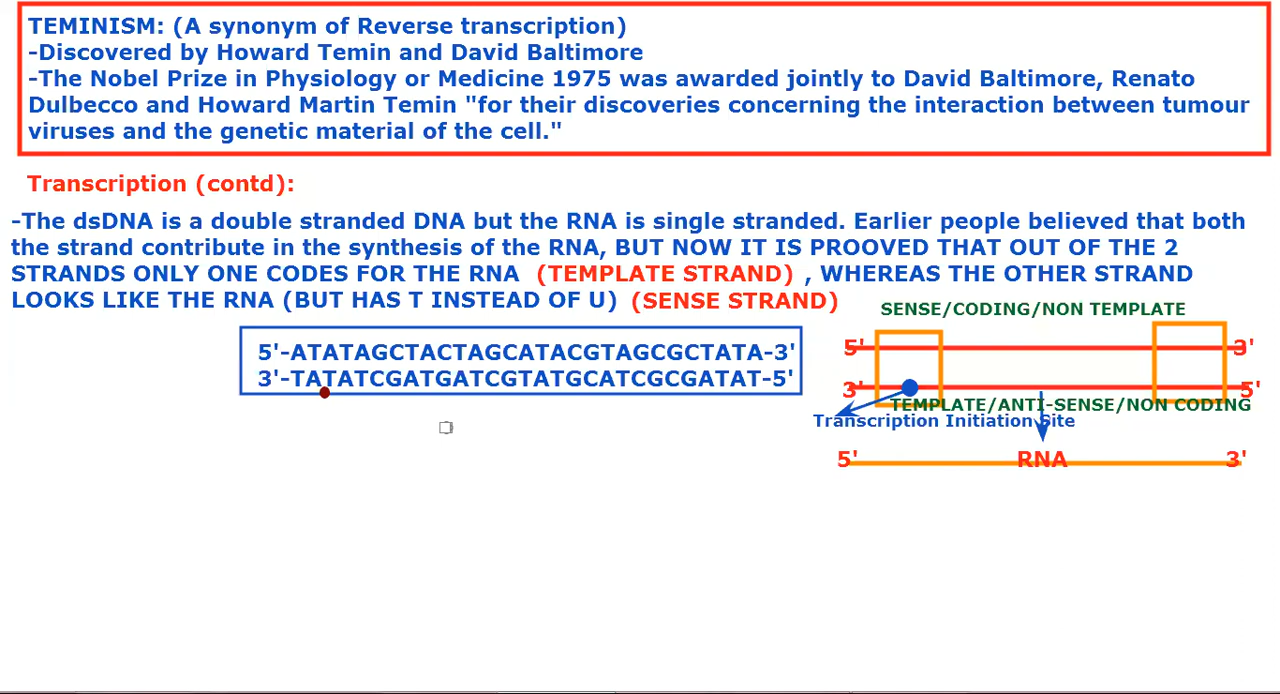 TEMINISM: (A synonym of Reverse transcription)
-Discovered by Howard Temin and David Baltimore
-The Nobel Prize in Physiology or Medicine 1975 was awarded jointly to David Baltimore, Renato
Dulbecco and Howard Martin Temin "for their discoveries concerning the interaction between tumour
viruses and the genetic material of the cell."
Transcription (contd):
-The dsDNA is a double stranded DNA but the RNA is single stranded. Earlier people believed that both
the strand contribute in the synthesis of the RNA, BUT NOW IT IS PROOVED THAT OUT OF THE 2
STRANDS ONLY ONE CODES FOR THE RNA (TEMPLATE STRAND) , WHEREAS THE OTHER STRAND
LOOKS LIKE THE RNA (BUT HAS T INSTEAD OF U) (SENSE STRAND)
5'-ATATAGCTACTAGCATACGTAGCGCTATA-3'
3'-TATATCGATGATCGTATGCATCGCGATAT-5'
SENSE/CODING/NON TEMPLATE
5' 3'
3' 5'
TEMPLATE/ANTI-SENSE/NON CODING
Transcription Initiation Site
5' RNA 3'